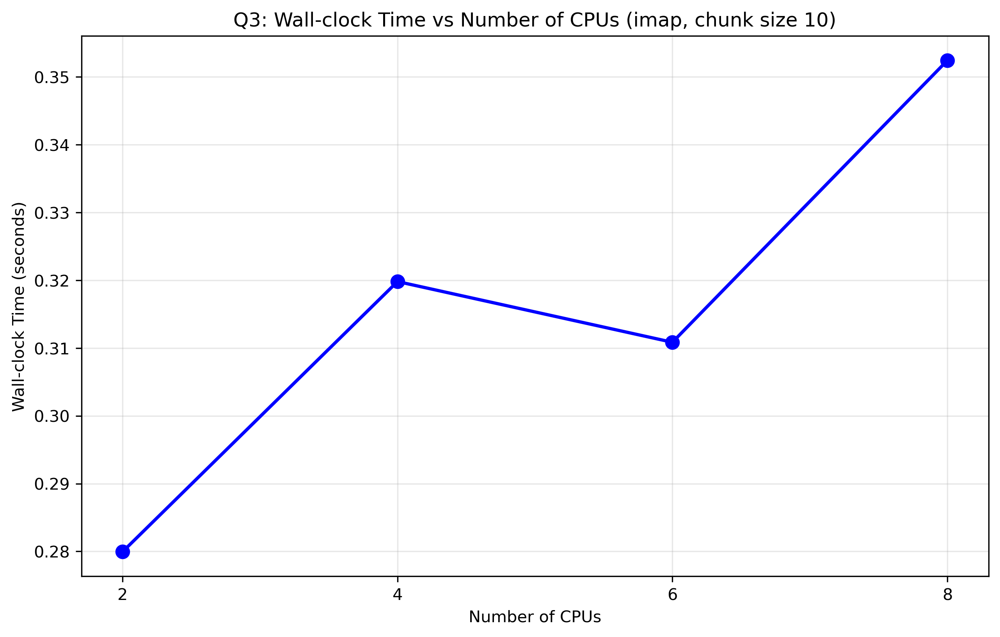 Q3: Wall-clock Time vs Number of CPUs (imap, chunk size 10)
Wall-clock Time (seconds)
0.35
0.34
0.33
0.32
0.31
0.30
0.29
0.28
2 4 6 8
Number of CPUs